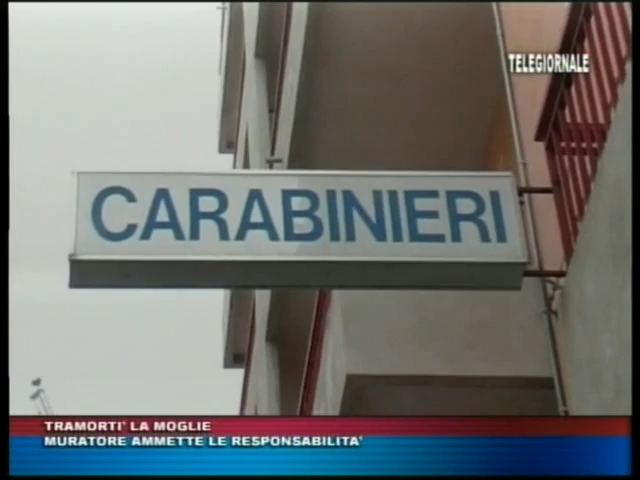 TELEGIORNALE
CARABINIERI
TRAMORTI' LA MOGLIE
MURATORE AMMETTE LE RESPONSABILITA'